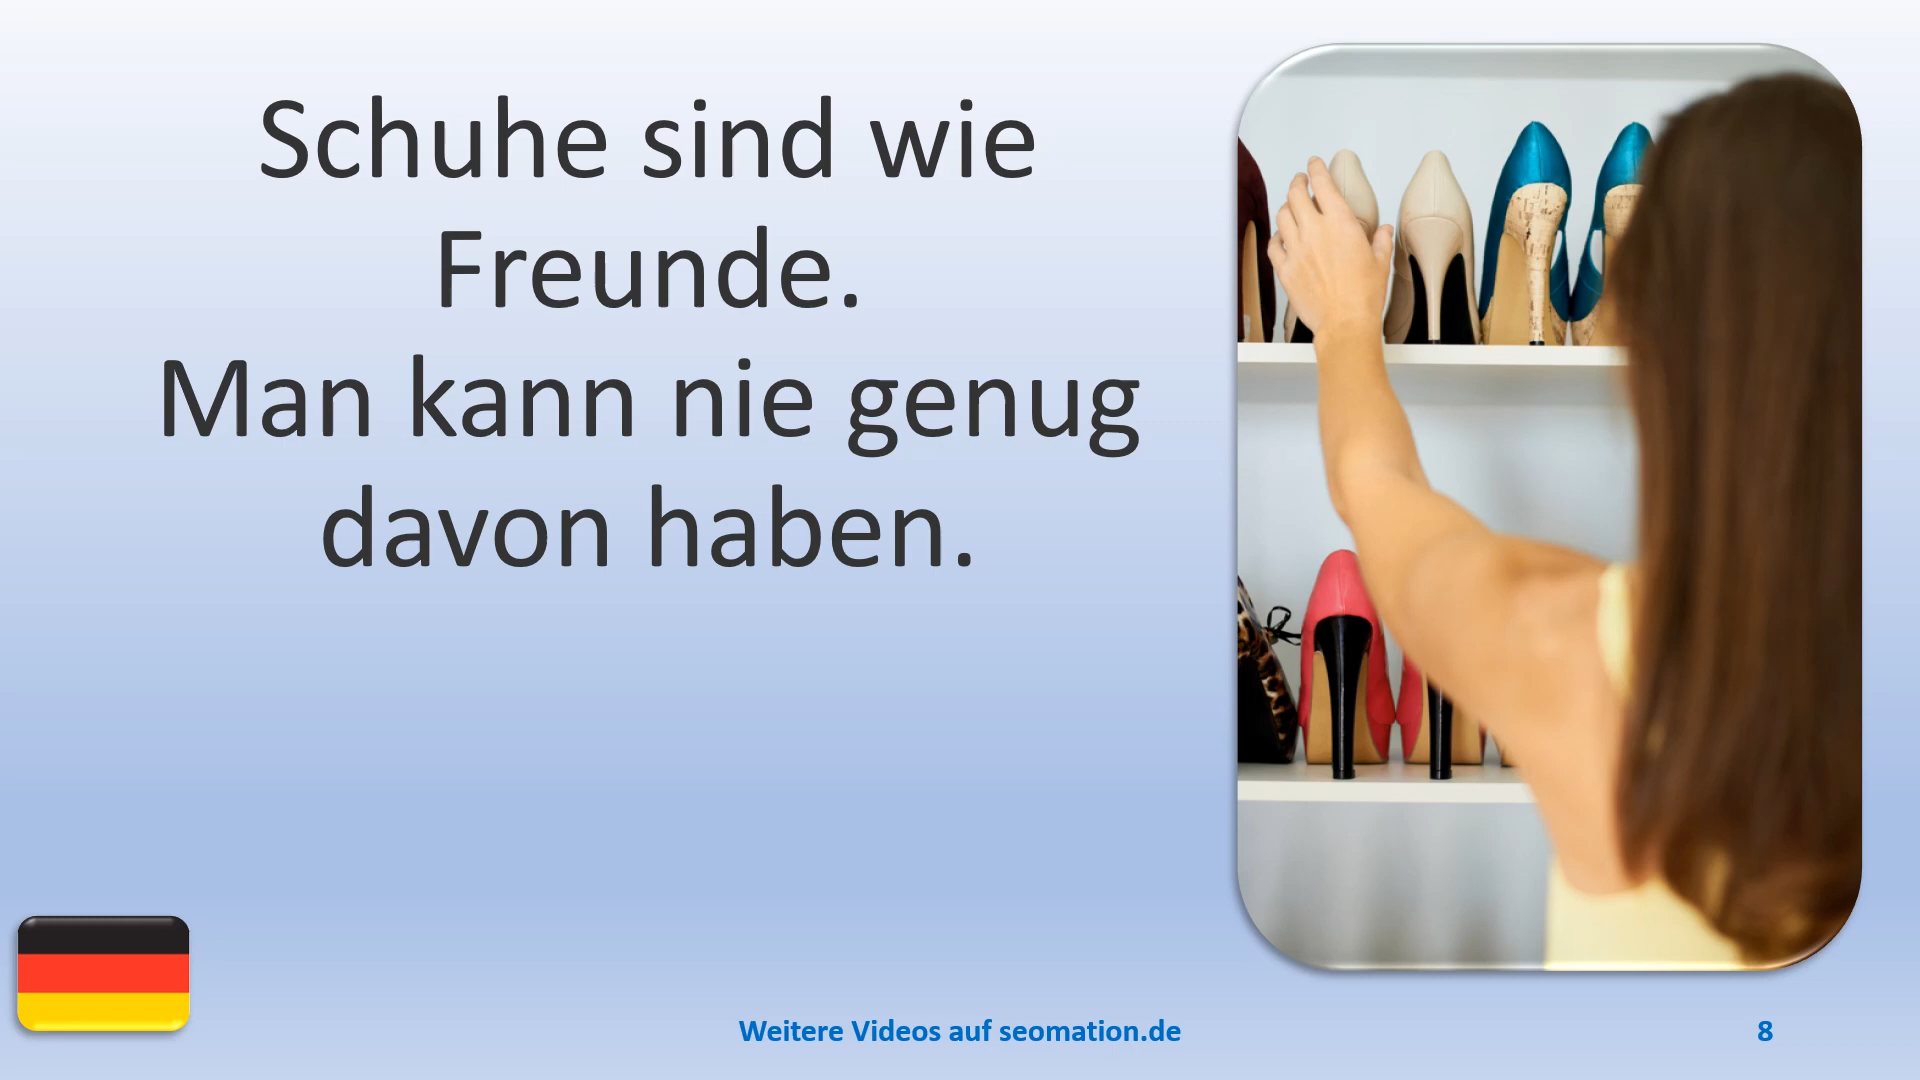 Schuhe sind wie
Freunde.
Man kann nie genug
davon haben.
Weitere Videos auf seomation.de
8